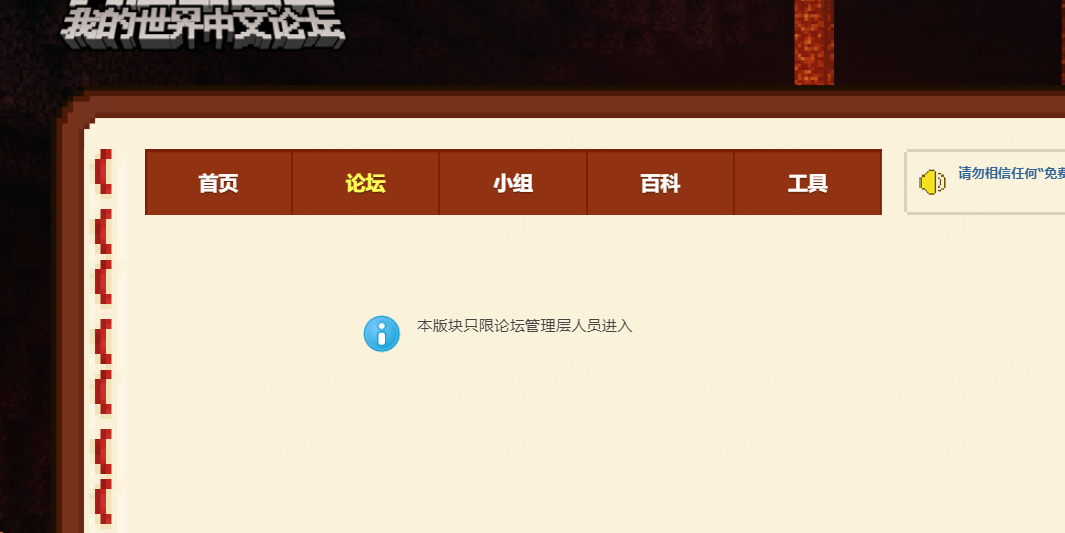 我的世界中文论坛
首页 论坛 小组 百科 工具
请勿相信任何“免费
本版块只限论坛管理层人员进入